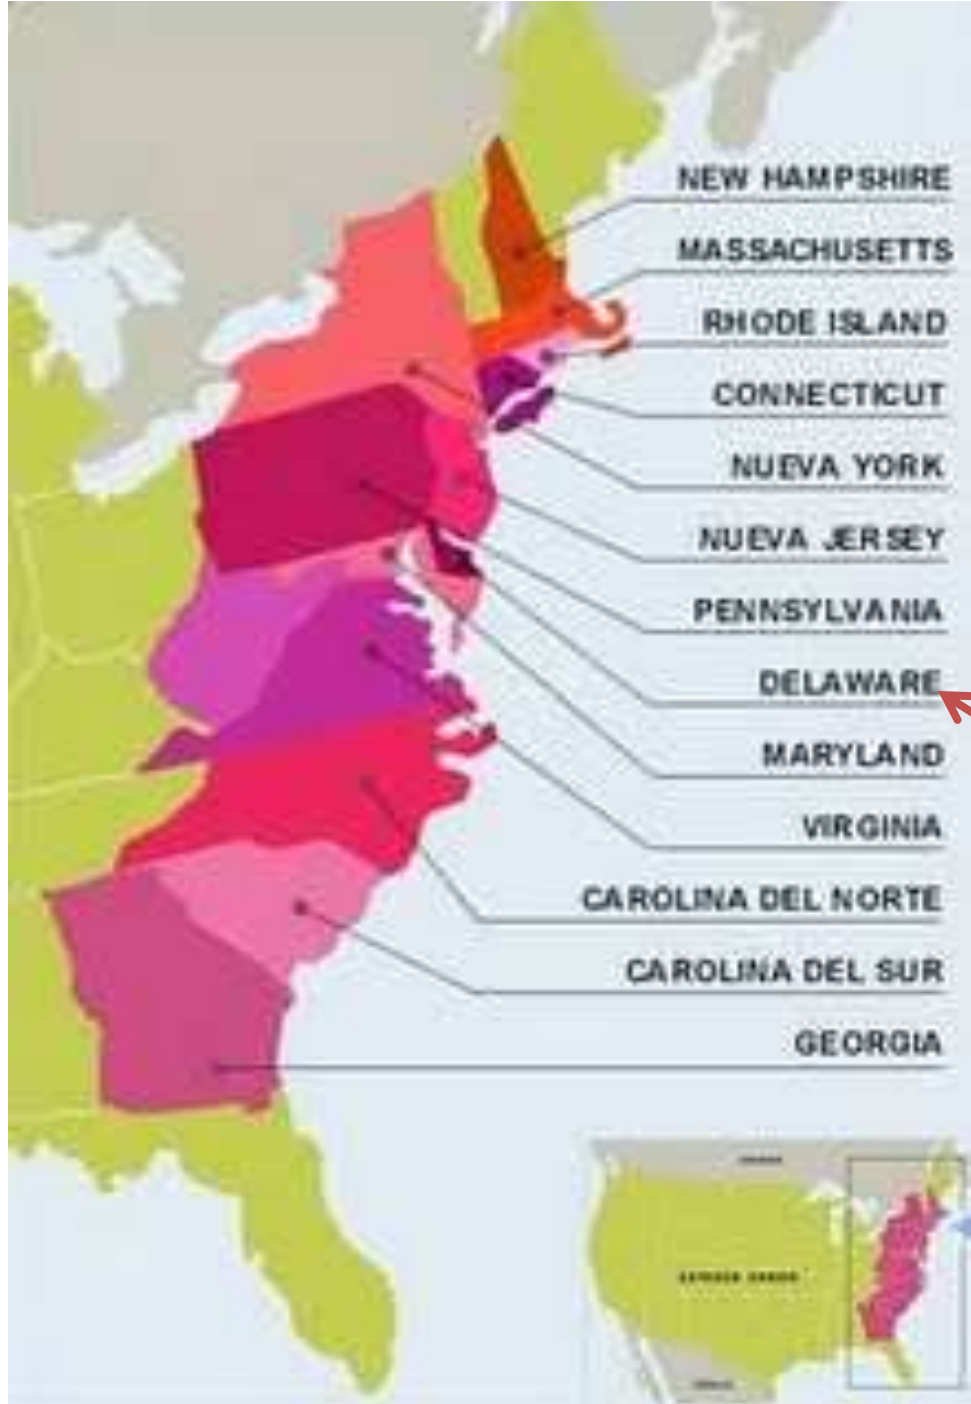 NEW HAMPSHIRE
MASSACHUSETTS
RHODE ISLAND
CONNECTICUT
NUEVA YORK
NUEVA JERSEY
PENNSYLVANIA
DELAWARE
MARYLAND
VIRGINIA
CAROLINA DEL NORTE
CAROLINA DEL SUR
GEORGIA